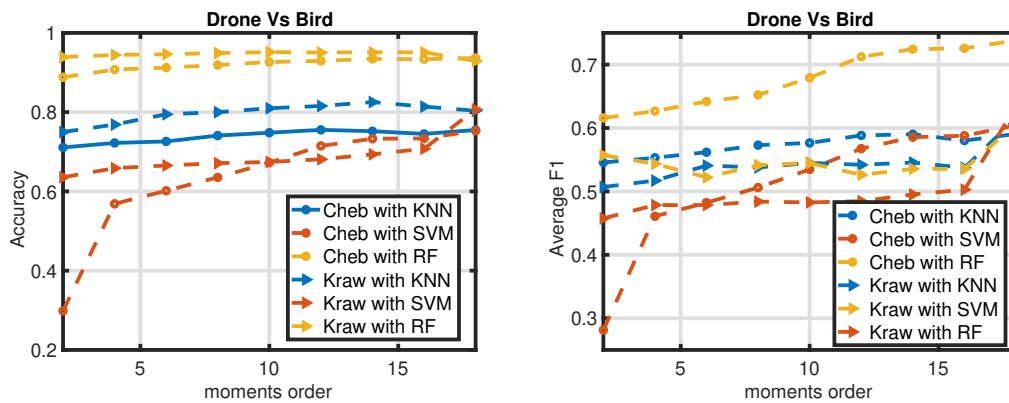 Drone Vs Bird
1
0.8
0.6
0.4
0.2
Accuracy
5
10
15
moments order
Cheb with KNN
Cheb with SVM
Cheb with RF
Kraw with KNN
Kraw with SVM
Kraw with RF
Drone Vs Bird
0.7
0.6
0.5
0.4
0.3
Average F1
5
10
15
moments order
Cheb with KNN
Cheb with SVM
Cheb with RF
Kraw with KNN
Kraw with SVM
Kraw with RF